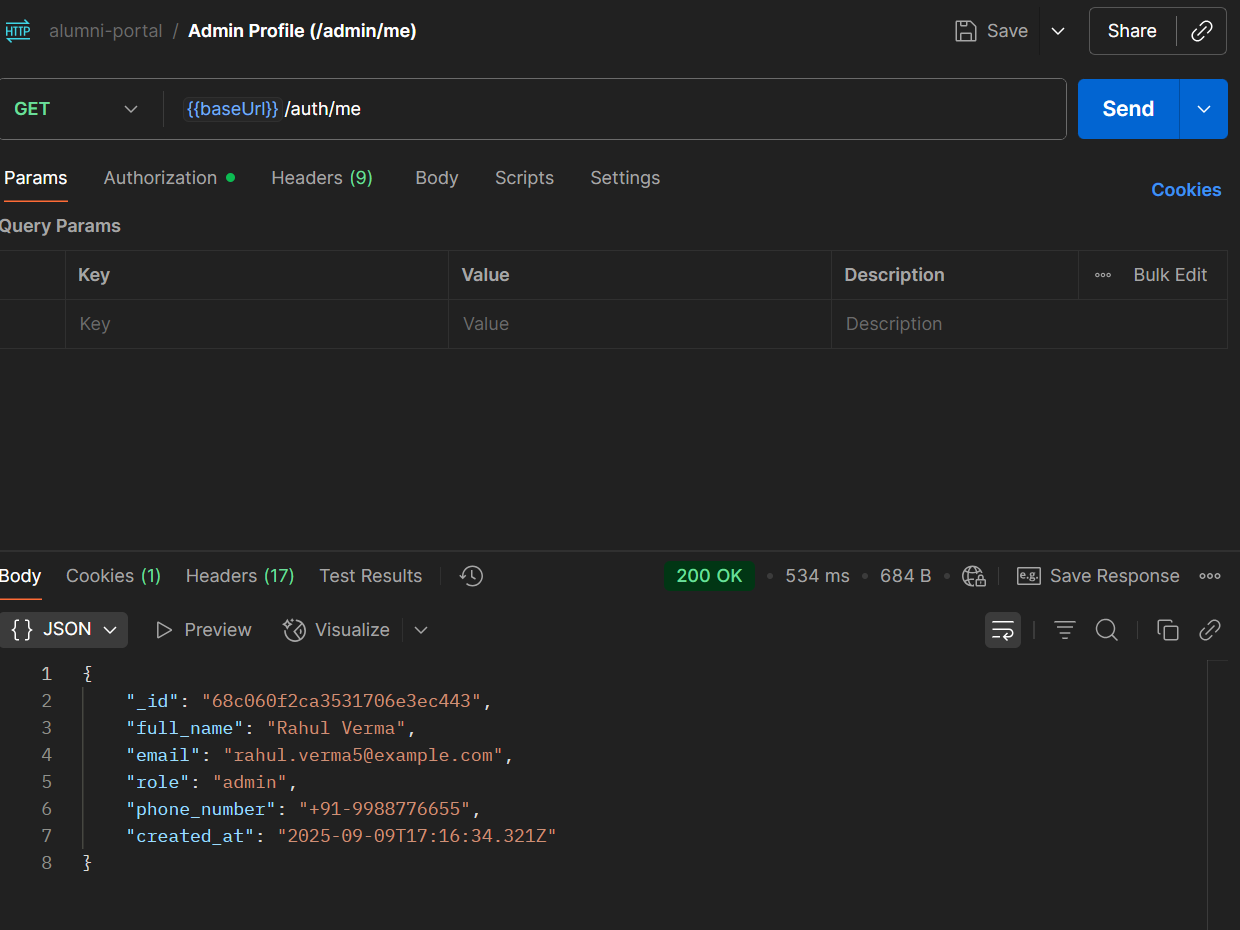 HTTP alumni-portal / Admin Profile (/admin/me) Save Share
GET {{baseUrl}} /auth/me Send
Params Authorization Headers (9) Body Scripts Settings
Cookies
Query Params
Key Value Description Bulk Edit
Key Value Description
Body Cookies (1) Headers (17) Test Results 200 OK • 534 ms • 684 B • e.g. Save Response
{} JSON Preview Visualize
1 {
2 "_id": "68c060f2ca3531706e3ec443",
3 "full_name": "Rahul Verma",
4 "email": "rahul.verma5@example.com",
5 "role": "admin",
6 "phone_number": "+91-9988776655",
7 "created_at": "2025-09-09T17:16:34.321Z"
8 }